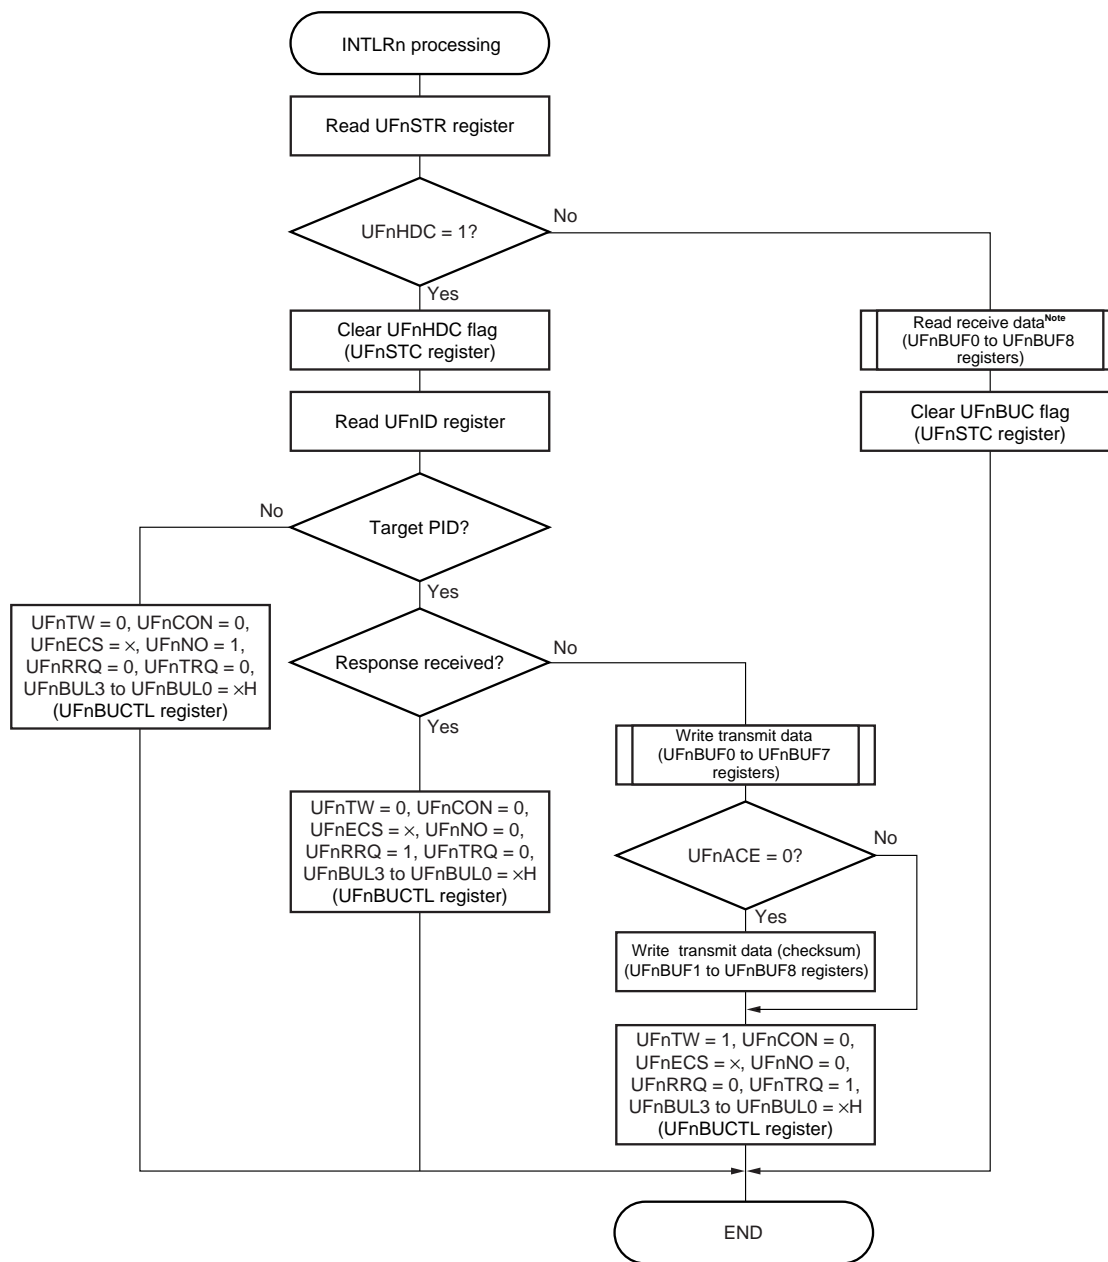 INTLRn processing
Read UFnSTR register
UFnHDC = 1?
No
Yes
Clear UFnHDC flag
(UFnSTC register)
Read receive dataNote
(UFnBUF0 to UFnBUF8
registers)
Read UFnID register
Clear UFnBUC flag
(UFnSTC register)
No
Target PID?
Yes
UFnTW = 0, UFnCON = 0,
UFnECS = ×, UFnNO = 1,
UFnRRQ = 0, UFnTRQ = 0,
UFnBUL3 to UFnBUL0 = ×H
(UFnBUCTL register)
Response received?
No
Yes
Write transmit data
(UFnBUF0 to UFnBUF7
registers)
UFnTW = 0, UFnCON = 0,
UFnECS = ×, UFnNO = 0,
UFnRRQ = 1, UFnTRQ = 0,
UFnBUL3 to UFnBUL0 = ×H
(UFnBUCTL register)
UFnACE = 0?
No
Yes
Write transmit data (checksum)
(UFnBUF1 to UFnBUF8 registers)
UFnTW = 1, UFnCON = 0,
UFnECS = ×, UFnNO = 0,
UFnRRQ = 0, UFnTRQ = 1,
UFnBUL3 to UFnBUL0 = ×H
(UFnBUCTL register)
END